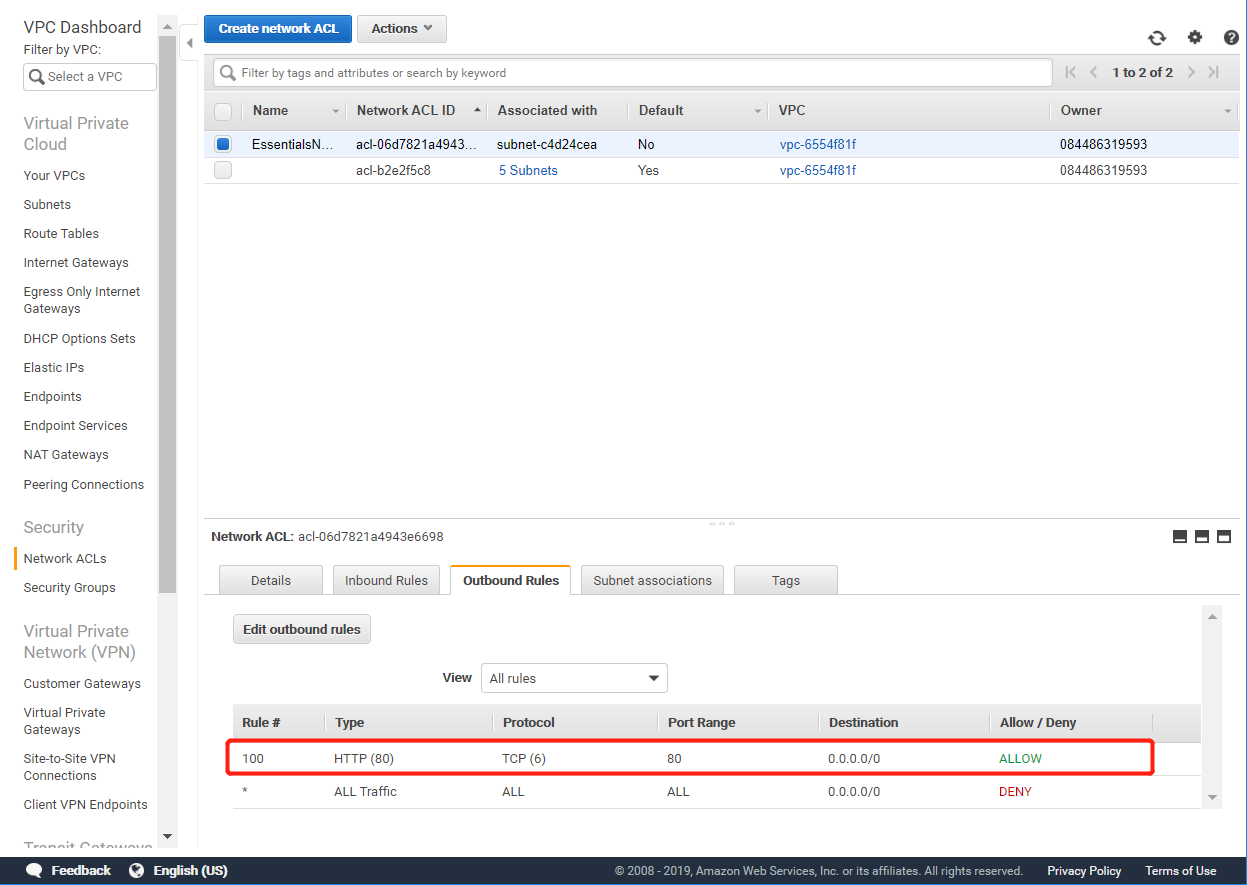 VPC Dashboard
Filter by VPC:
Select a VPC
Virtual Private
Cloud
Your VPCs
Subnets
Route Tables
Internet Gateways
Egress Only Internet
Gateways
DHCP Options Sets
Elastic IPs
Endpoints
Endpoint Services
NAT Gateways
Peering Connections
Security
Network ACLs
Security Groups
Virtual Private
Network (VPN)
Customer Gateways
Virtual Private
Gateways
Site-to-Site VPN
Connections
Client VPN Endpoints
Transit Gateways
Create network ACL Actions
Filter by tags and attributes or search by keyword 1 to 2 of 2
Name Network ACL ID Associated with Default VPC Owner
EssentialsN... acl-06d7821a4943... subnet-c4d24cea No vpc-6554f81f 084486319593
acl-b2e2f5c8 5 Subnets Yes vpc-6554f81f 084486319593
Network ACL: acl-06d7821a4943e6698
Details Inbound Rules Outbound Rules Subnet associations Tags
Edit outbound rules
View All rules
Rule # Type Protocol Port Range Destination Allow / Deny
100 HTTP (80) TCP (6) 80 0.0.0.0/0 ALLOW
* ALL Traffic ALL ALL 0.0.0.0/0 DENY
Feedback English (US) © 2008 - 2019, Amazon Web Services, Inc. or its affiliates. All rights reserved. Privacy Policy Terms of Use